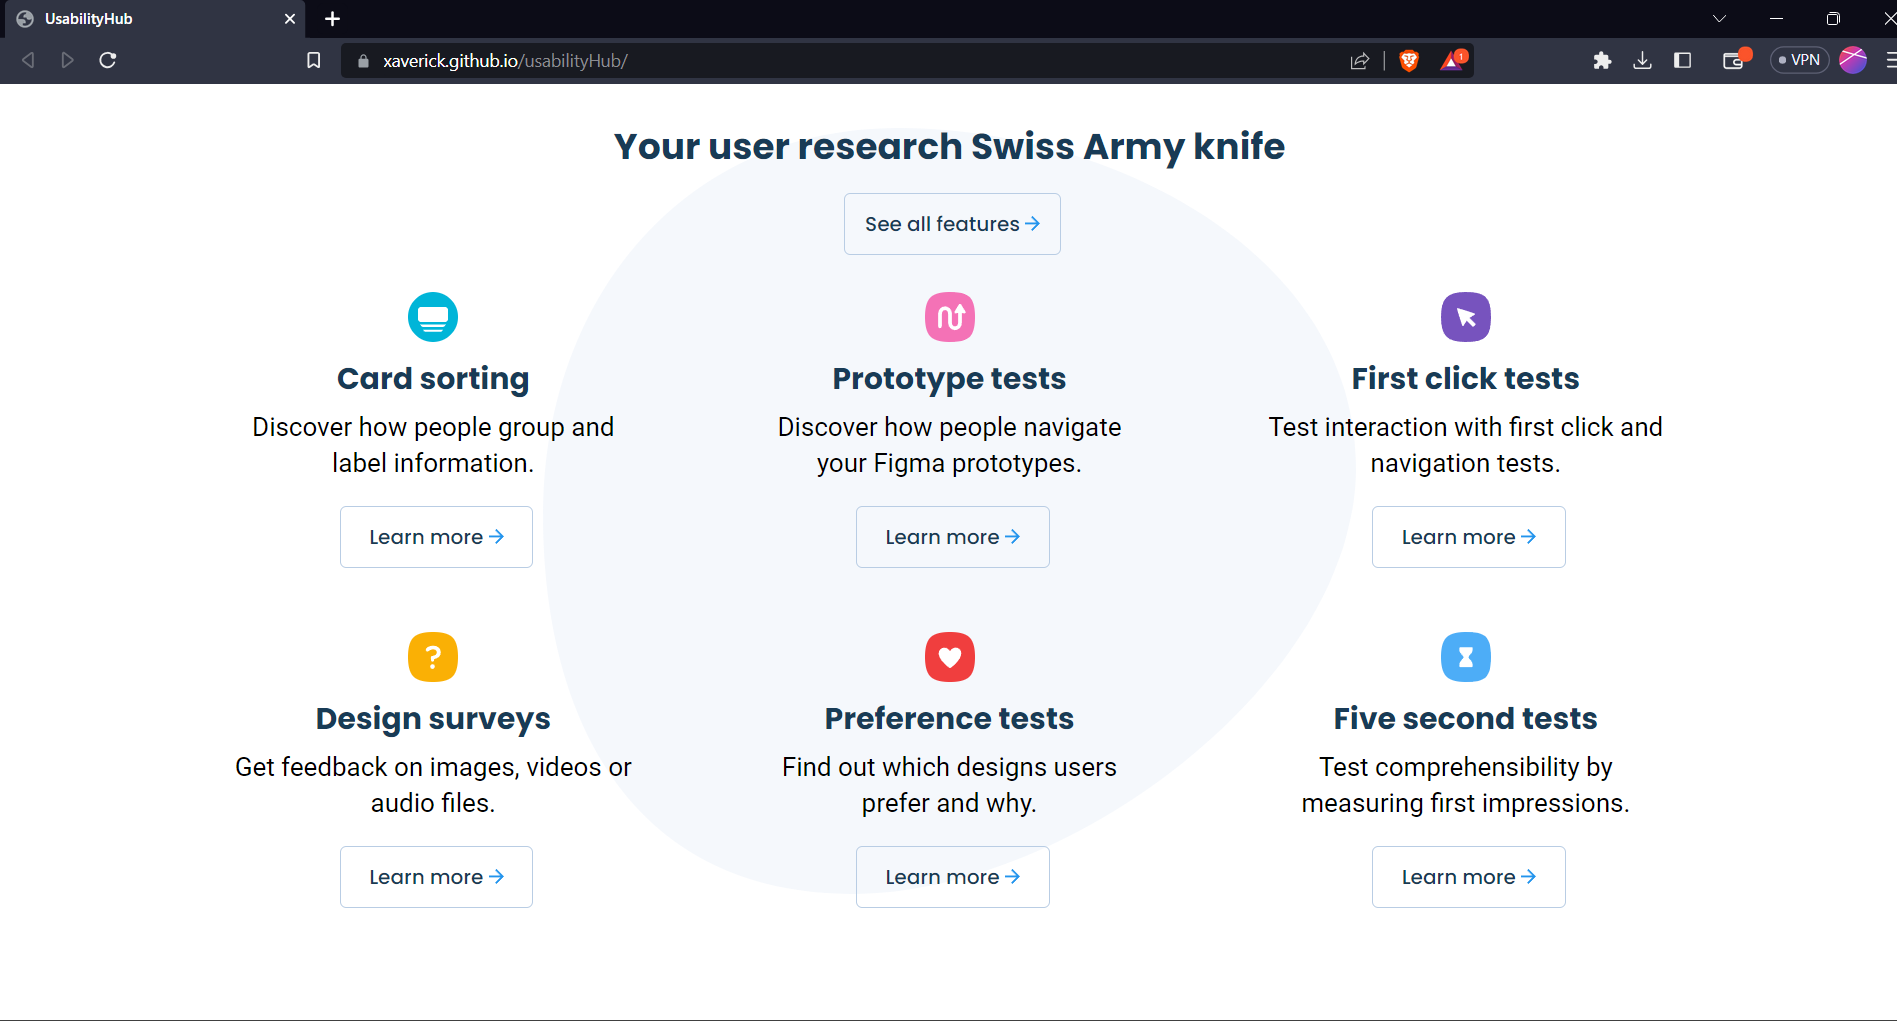 UsabilityHub
xaverick.github.io/usabilityHub/
1
VPN
Your user research Swiss Army knife
See all features →
Card sorting
Discover how people group and
label information.
Learn more →
Prototype tests
Discover how people navigate
your Figma prototypes.
Learn more →
First click tests
Test interaction with first click and
navigation tests.
Learn more →
?
Design surveys
Get feedback on images, videos or
audio files.
Learn more →
Preference tests
Find out which designs users
prefer and why.
Learn more →
Five second tests
Test comprehensibility by
measuring first impressions.
Learn more →